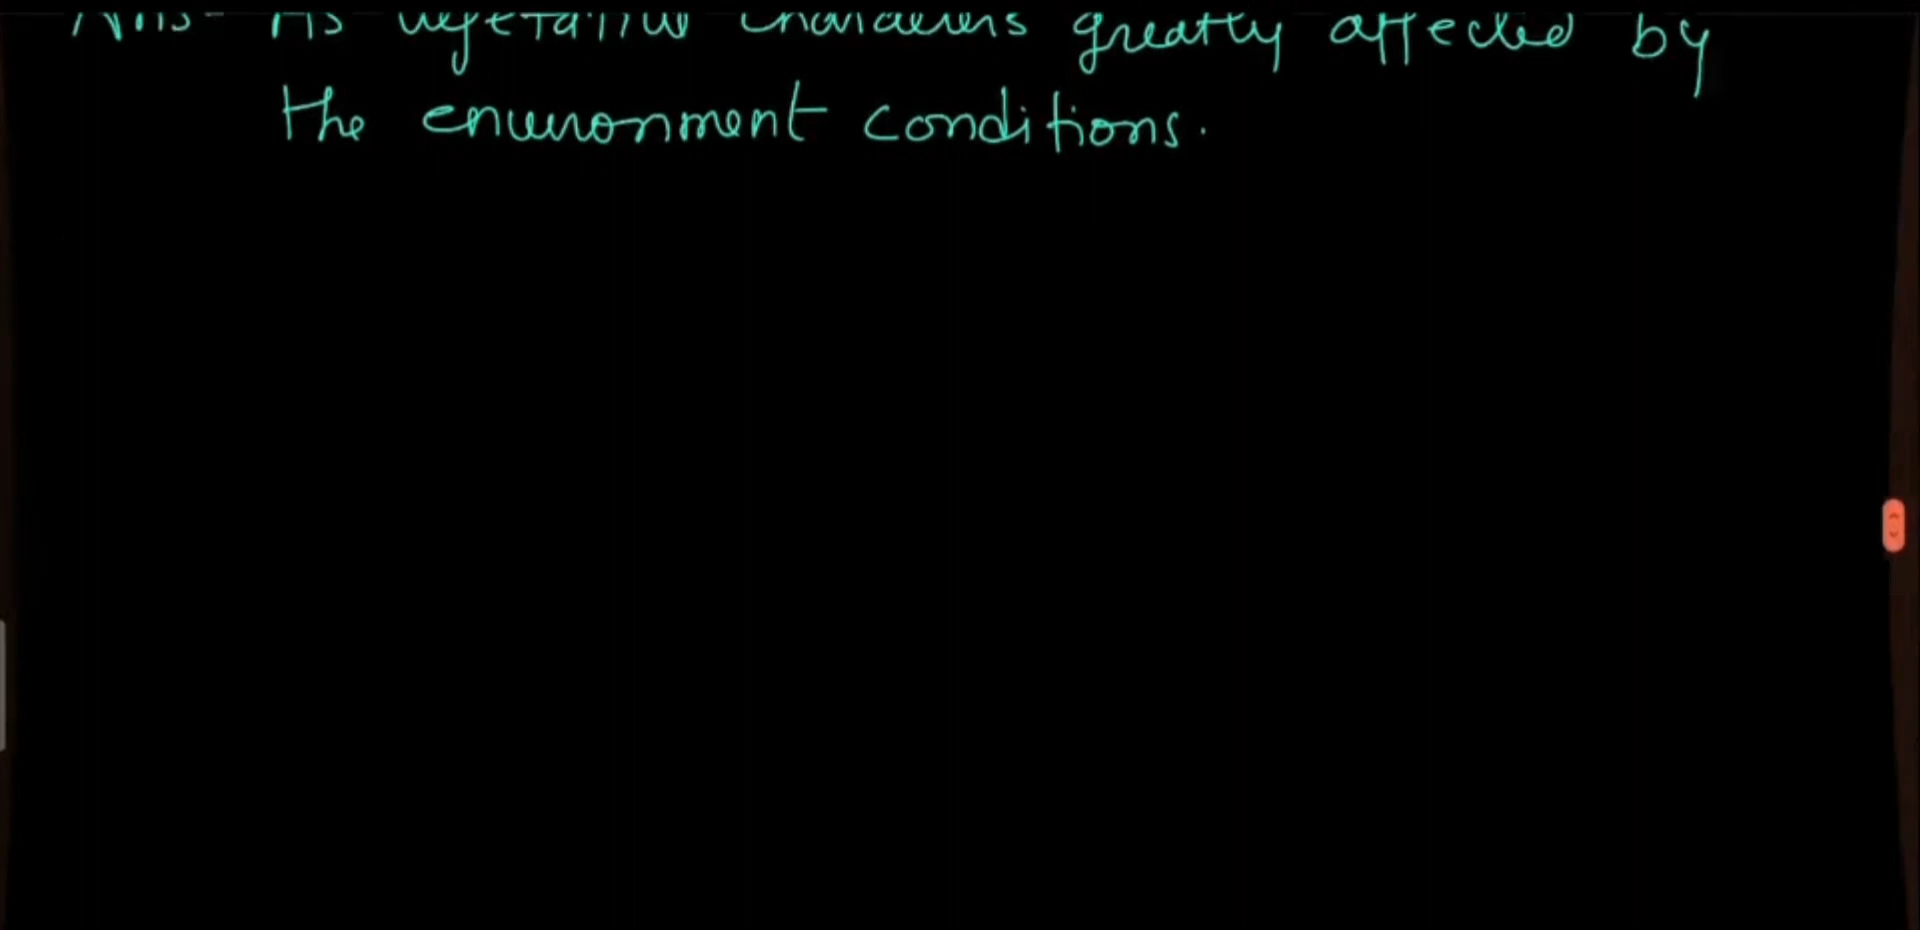 Ans- As vegetative characters greatly affected by
the environment conditions.